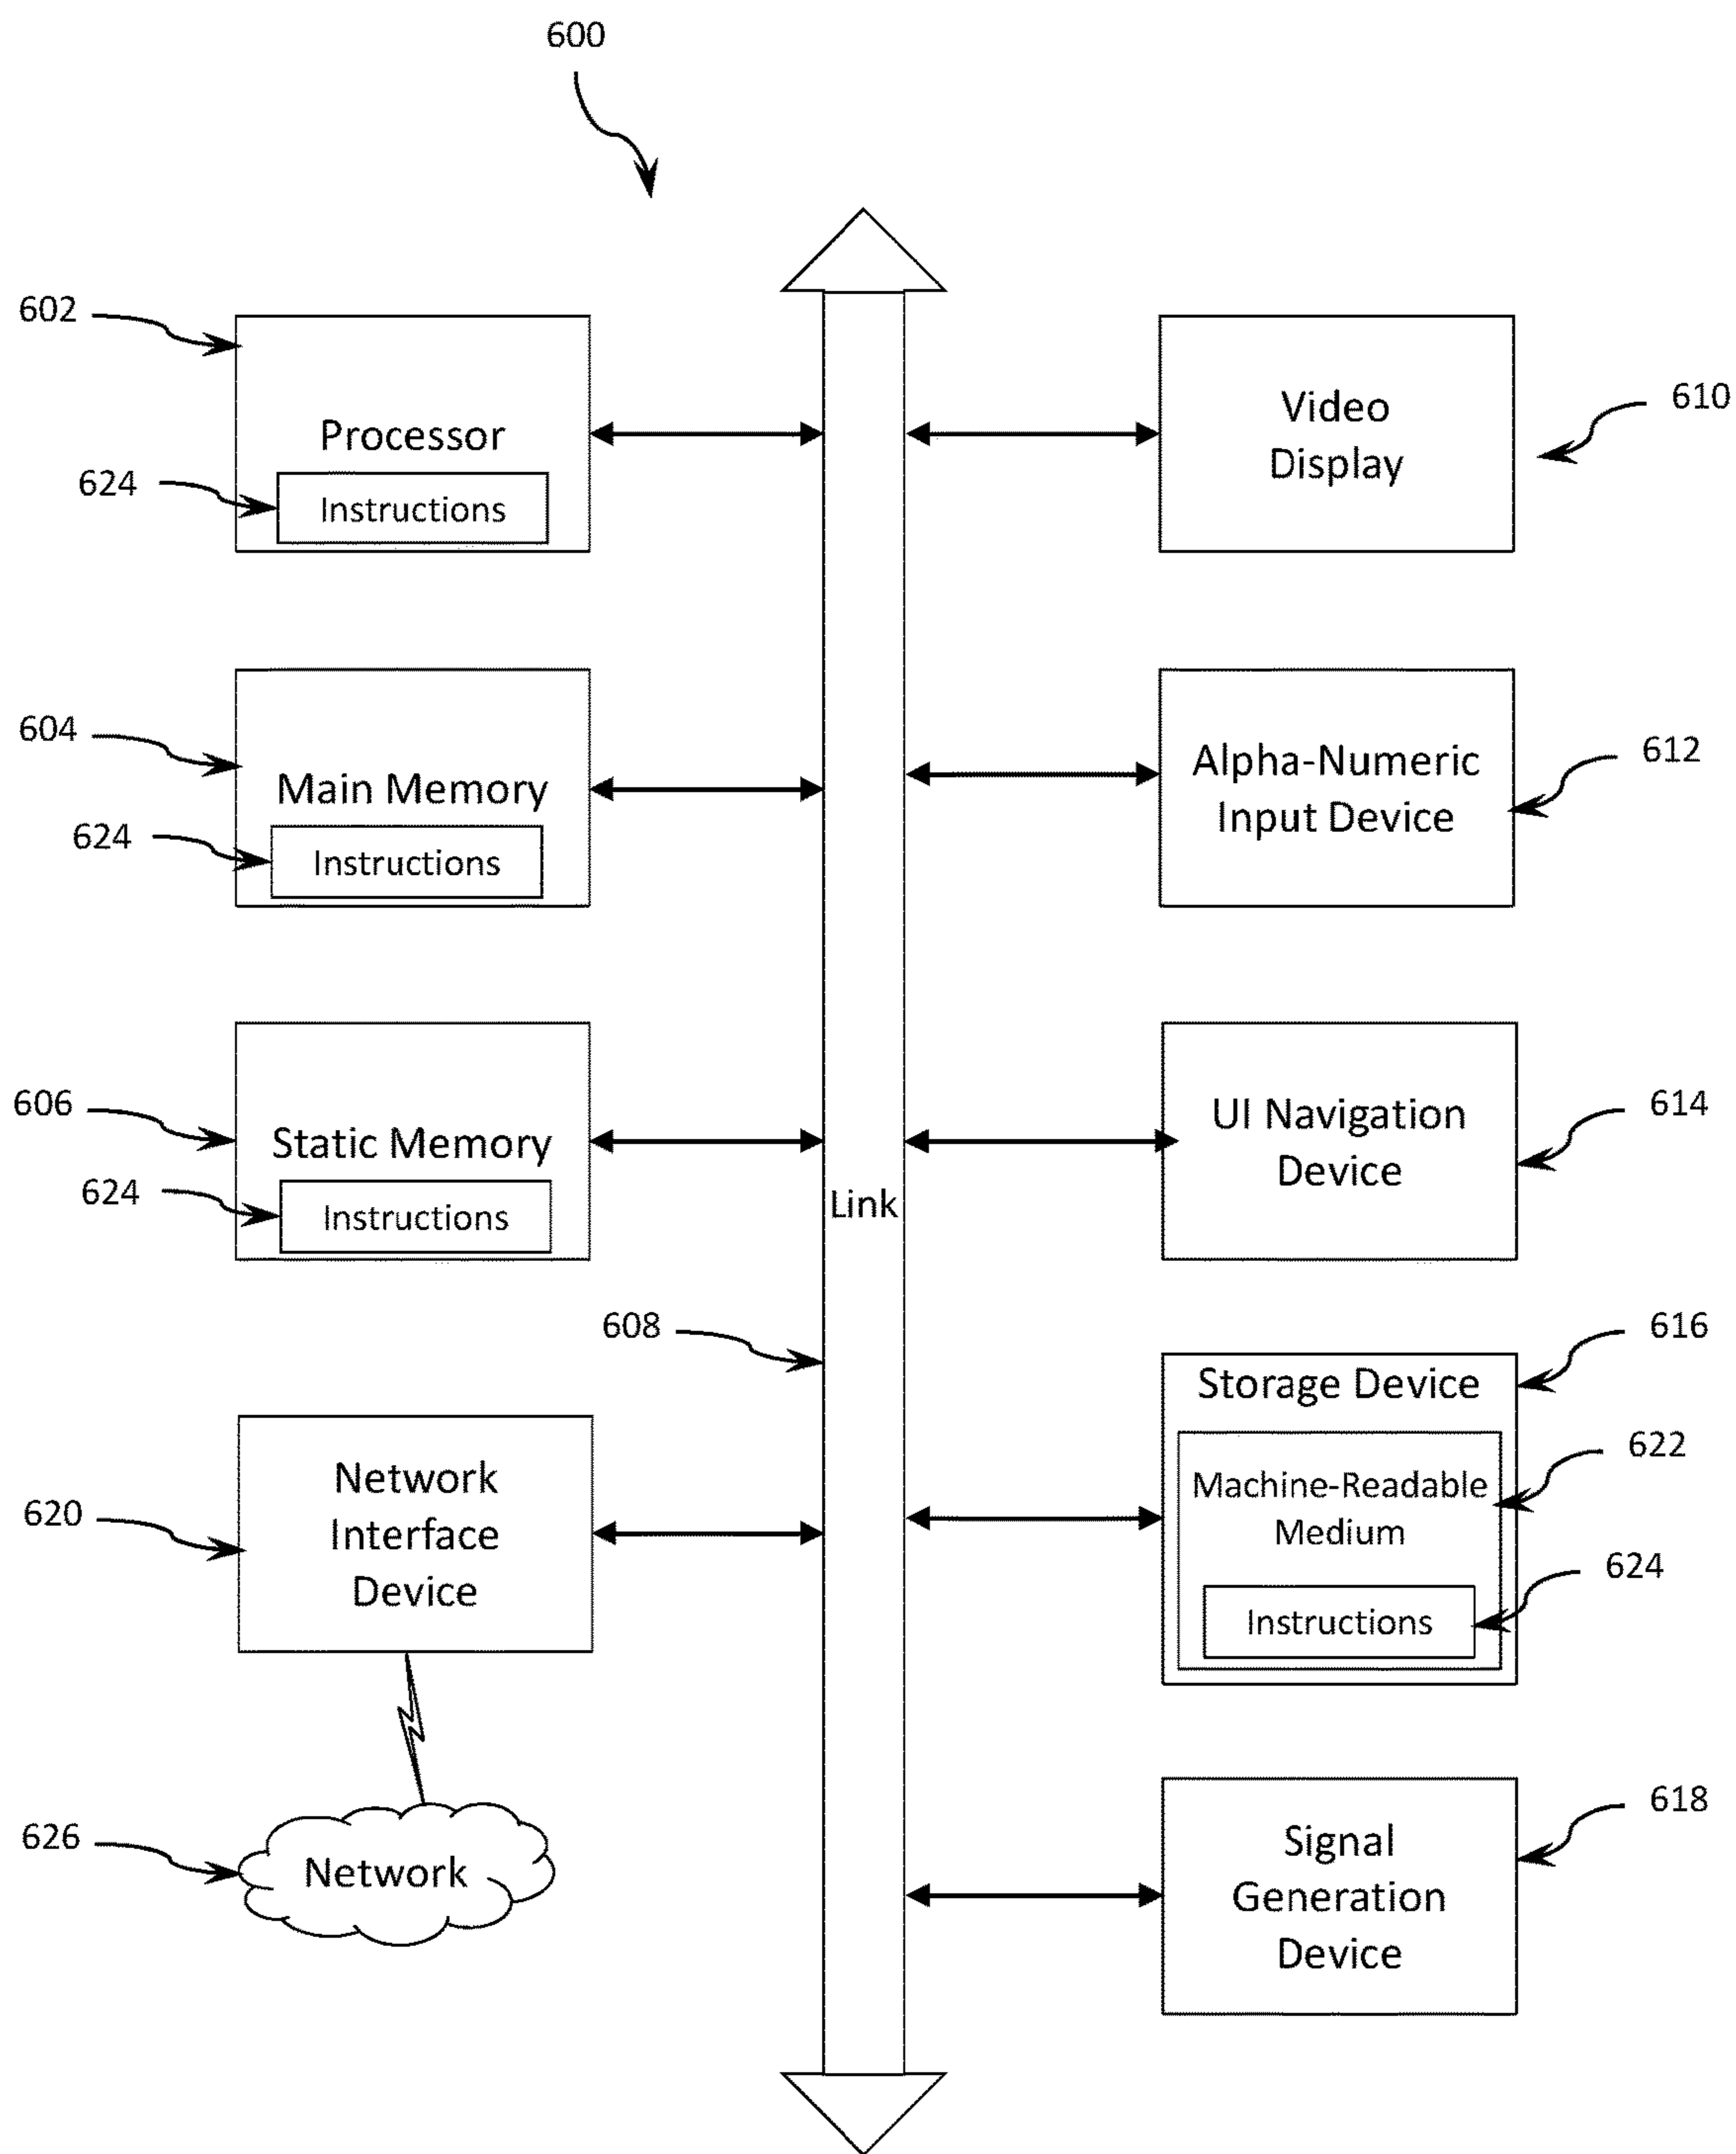 600
602
Processor
624
Instructions
Video
Display
610
604
Main Memory
624
Instructions
Alpha-Numeric
Input Device
612
606
Static Memory
624
Instructions
UI Navigation
Device
614
Link
608
616
Storage Device
622
Machine-Readable
Medium
624
Instructions
620
Network
Interface
Device
626
Network
618
Signal
Generation
Device